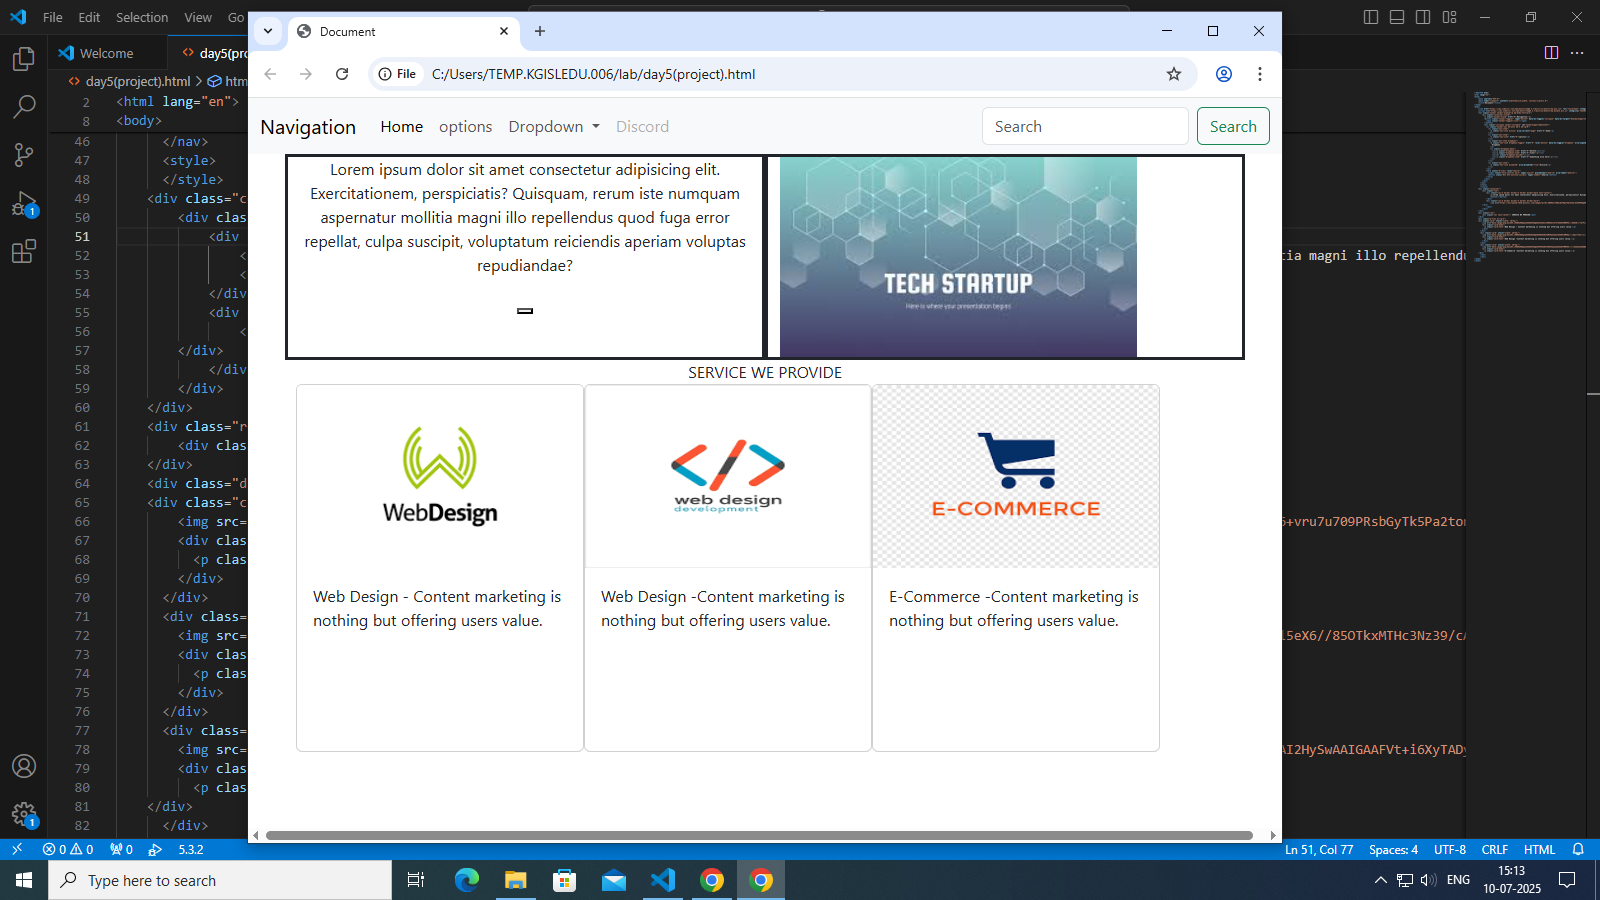 File Edit Selection View Go
Document
File C:/Users/TEMP.KGISLEDU.006/lab/day5(project).html
Welcome
day5(pro
day5(project).html > htm
2 <html lang="en">
8 <body>
46 </nav>
47 <style>
48 </style>
49 <div class="c
50 <div clas
51 <div
52 <
53 <
54 </div
55 <div
56 <
57 </div>
58 </div
59 </div>
60 </div>
61 <div class="r
62 <div clas
63 </div>
64 <div class="d
65 <div class="c
66 <img src=
67 <div clas
68 <p clas
69 </div>
70 </div>
71 <div class=
72 <img src=
73 <div clas
74 <p clas
75 </div>
76 </div>
77 <div class=
78 <img src=
79 <div clas
80 <p clas
81 </div>
82 </div>
Navigation Home options Dropdown Discord Search Search
Lorem ipsum dolor sit amet consectetur adipisicing elit.
Exercitationem, perspiciatis? Quisquam, rerum iste numquam
aspernatur mollitia magni illo repellendus quod fuga error
repellat, culpa suscipit, voluptatum reiciendis aperiam voluptas
repudiandae?
TECH STARTUP
Here is where your presentation begins
SERVICE WE PROVIDE
WebDesign
web design
development
E-COMMERCE
Web Design - Content marketing is
nothing but offering users value.
Web Design -Content marketing is
nothing but offering users value.
E-Commerce -Content marketing is
nothing but offering users value.
tia magni illo repellendu
6+vru7u709PRsbGyTk5Pa2ton
l5eX6//85OTkxMTHc3Nz39/cA
AI2HySwAAIGAAFVt+i6XyTADy
1
1
0 0 0 5.3.2
Ln 51, Col 77 Spaces: 4 UTF-8 CRLF HTML
Type here to search
ENG
15:13
10-07-2025